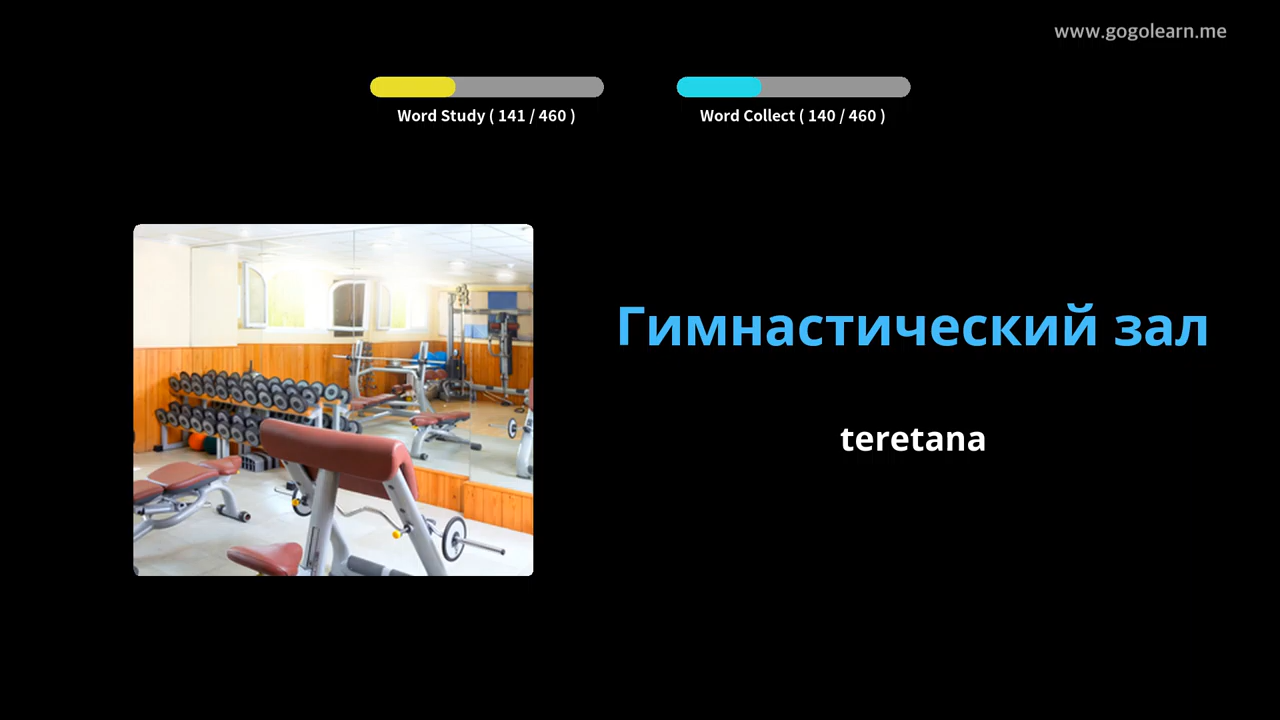 www.gogolearn.me
Word Study ( 141 / 460 )
Word Collect ( 140 / 460 )
Гимнастический зал
teretana